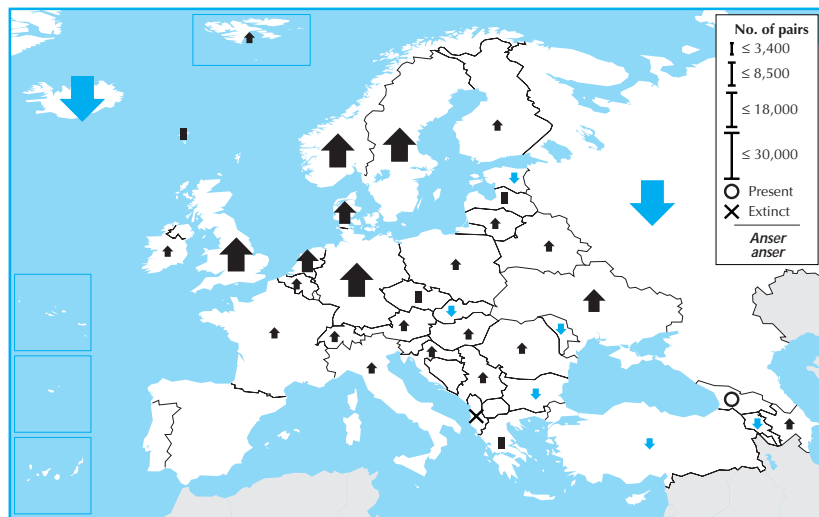 No. of pairs
≤ 3,400
≤ 8,500
≤ 18,000
≤ 30,000
Present
Extinct
Anser
anser